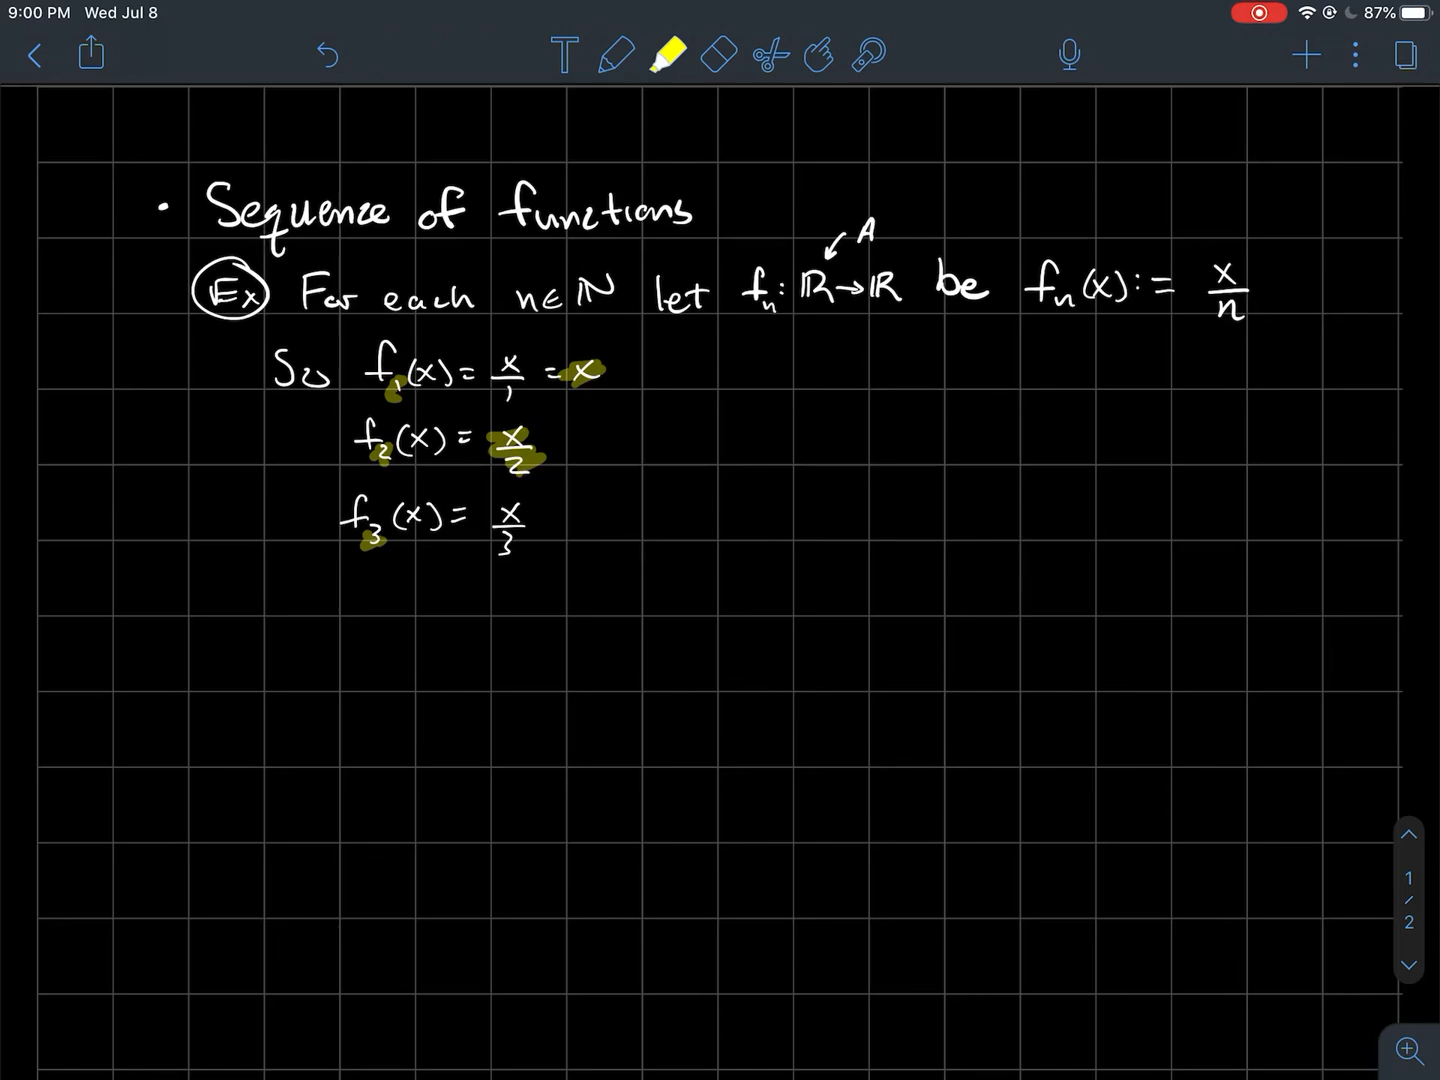 9:00 PM Wed Jul 8
87%
T
• Sequence of functions
A
Ex For each n∈ℕ let fₙ: ℝ→ℝ be fₙ(x) := x/n
So f₁(x) = x/1 = x
f₂(x) = x/2
f₃(x) = x/3
1
/
2